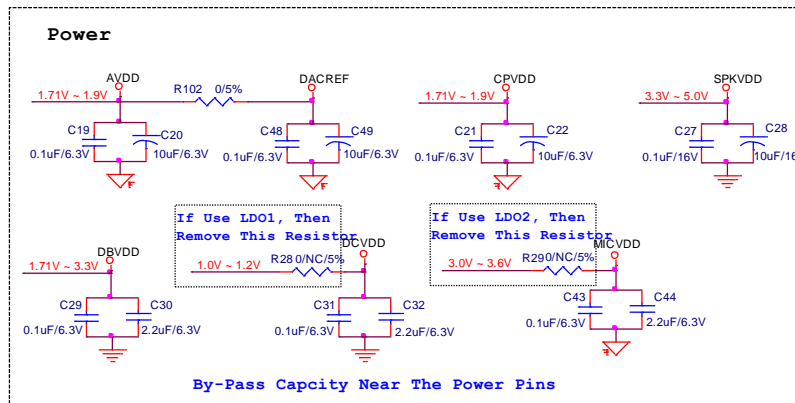 Power
AVDD
DACREF
CPVDD
SPKVDD
1.71V ~ 1.9V
R102 0/5%
1.71V ~ 1.9V
3.3V ~ 5.0V
C19
C20
0.1uF/6.3V
10uF/6.3V
C48
C49
0.1uF/6.3V
10uF/6.3V
C21
C22
0.1uF/6.3V
10uF/6.3V
C27
C28
0.1uF/16V
10uF/16
If Use LDO1, Then
Remove This Resistor
If Use LDO2, Then
Remove This Resistor
DBVDD
DCVDD
MICVDD
1.71V ~ 3.3V
1.0V ~ 1.2V
R28 0/NC/5%
3.0V ~ 3.6V
R29 0/NC/5%
C29
C30
0.1uF/6.3V
2.2uF/6.3V
C31
C32
0.1uF/6.3V
2.2uF/6.3V
C43
C44
0.1uF/6.3V
2.2uF/6.3V
By-Pass Capcity Near The Power Pins